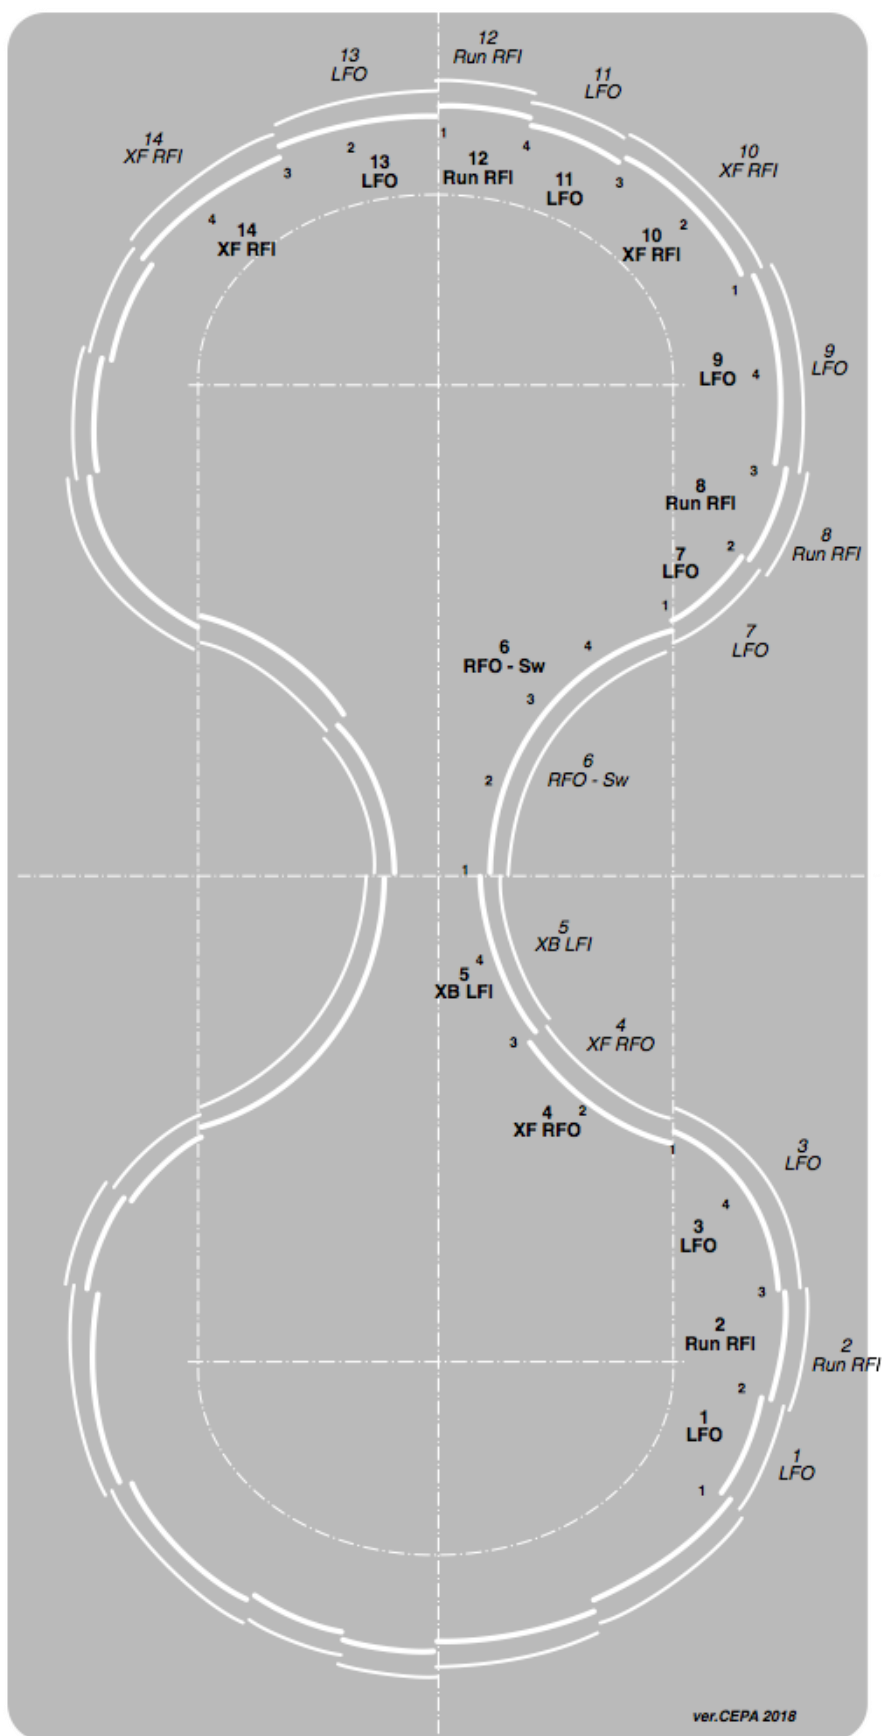 12
Run RFI
13
LFO
11
LFO
14
XF RFI
10
XF RFI
1
12
Run RFI
4
2
13
LFO
3
11
LFO
3
4
14
XF RFI
10
XF RFI
2
1
9
LFO
4
9
LFO
3
8
Run RFI
8
Run RFI
7
LFO
2
1
7
LFO
6
RFO - Sw
4
3
6
RFO - Sw
2
1
5
XB LFI
5
XB LFI
4
4
XF RFO
3
4
XF RFO
2
1
3
LFO
4
3
LFO
3
2
Run RFI
2
Run RFI
2
1
LFO
1
LFO
1
ver.CEPA 2018